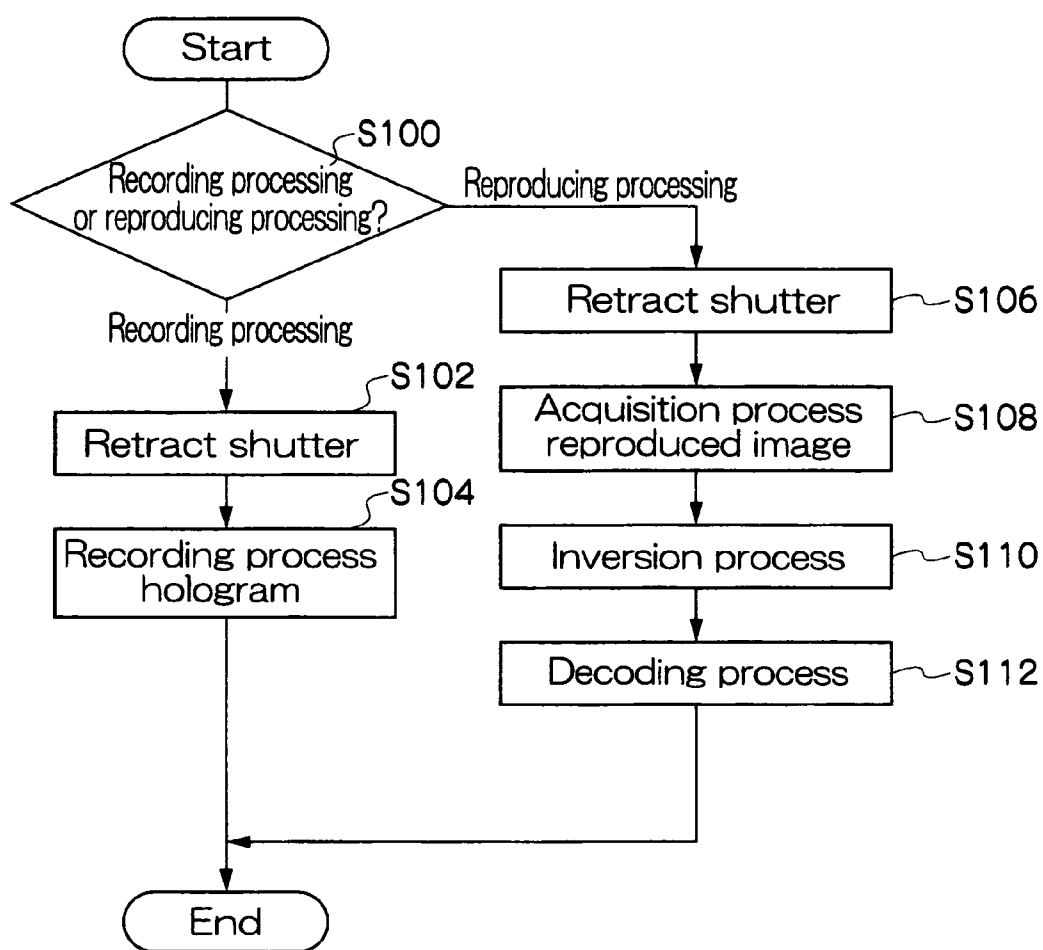 Start
S100
Recording processing
or reproducing processing?
Reproducing processing
Recording processing
S102
Retract shutter
S104
Recording process
hologram
Retract shutter
S106
Acquisition process
reproduced image
S108
Inversion process
S110
Decoding process
S112
End